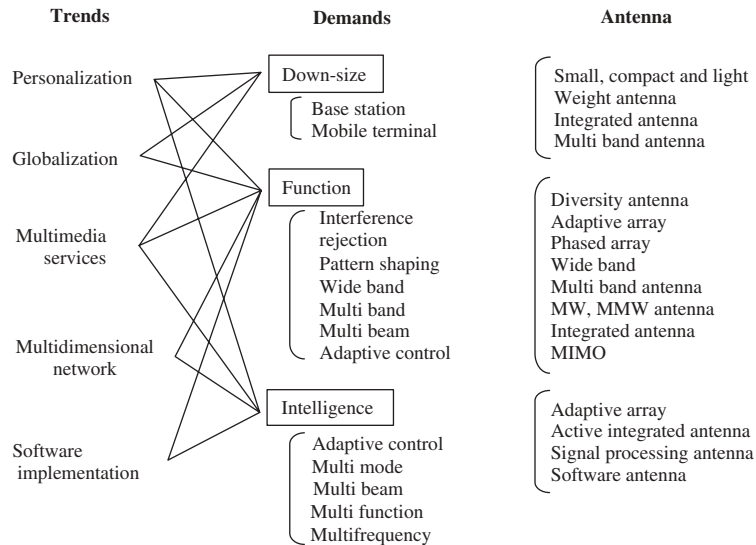 Trends
Demands
Antenna
Personalization
Globalization
Multimedia
services
Multidimensional
network
Software
implementation
Down-size
Base station
Mobile terminal
Function
Interference
rejection
Pattern shaping
Wide band
Multi band
Multi beam
Adaptive control
Intelligence
Adaptive control
Multi mode
Multi beam
Multi function
Multifrequency
Small, compact and light
Weight antenna
Integrated antenna
Multi band antenna
Diversity antenna
Adaptive array
Phased array
Wide band
Multi band antenna
MW, MMW antenna
Integrated antenna
MIMO
Adaptive array
Active integrated antenna
Signal processing antenna
Software antenna